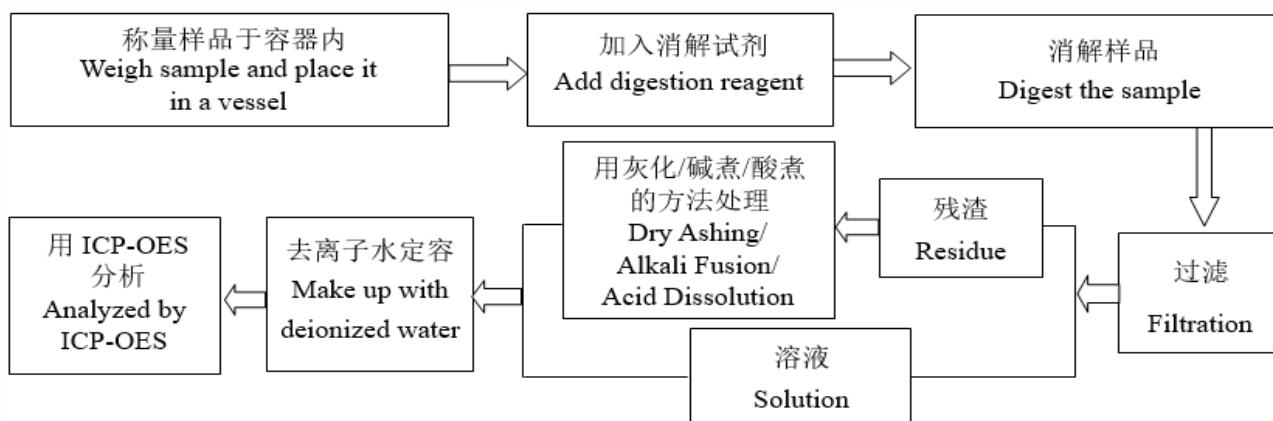 称量样品于容器内
Weigh sample and place it
in a vessel
加入消解试剂
Add digestion reagent
消解样品
Digest the sample
过滤
Filtration
残渣
Residue
用灰化/碱煮/酸煮
的方法处理
Dry Ashing/
Alkali Fusion/
Acid Dissolution
溶液
Solution
去离子水定容
Make up with
deionized water
用 ICP-OES
分析
Analyzed by
ICP-OES